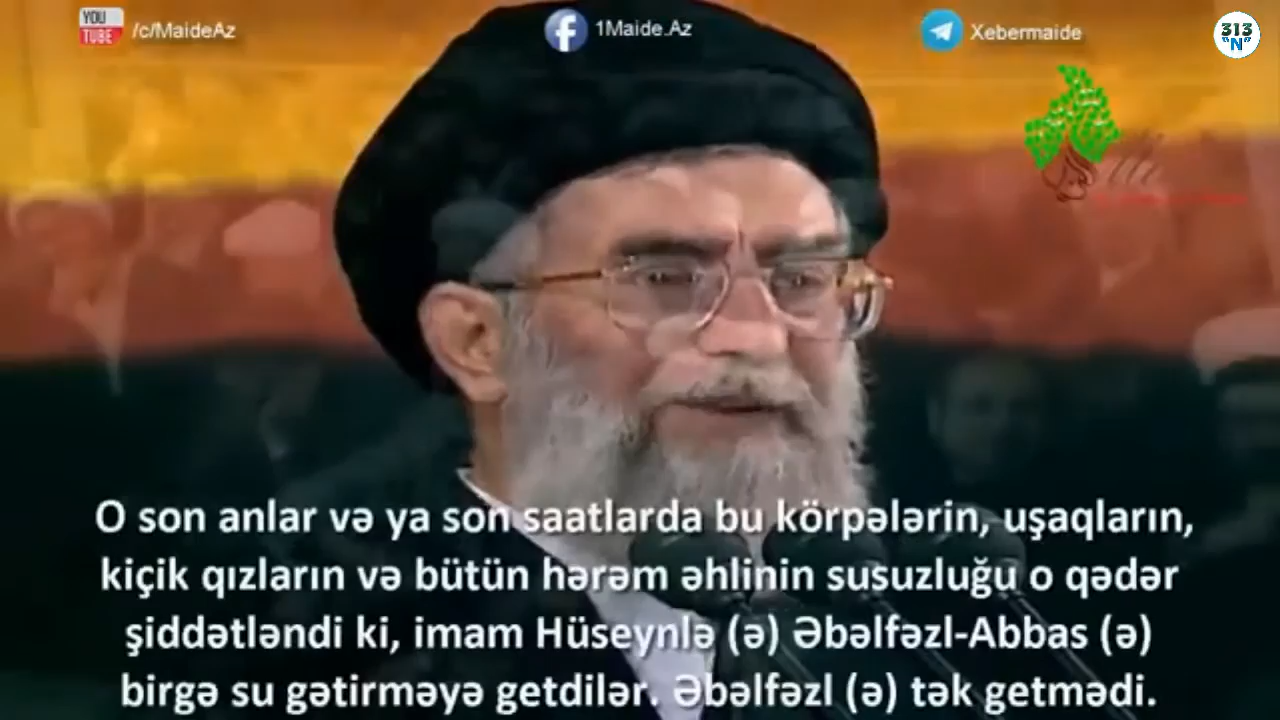 YOU
TUBE
/c/MaideAz
1Maide.Az
Xebermaide
313
"N"
O son anlar və ya son saatlarda bu körpələrin, uşaqların,
kiçik qızların və bütün hərəm əhlinin susuzluğu o qədər
şiddətləndi ki, imam Hüseynlə (ə) Əbəlfəzl-Abbas (ə)
birgə su gətirməyə getdilər. Əbəlfəzl (ə) tək getmədi.